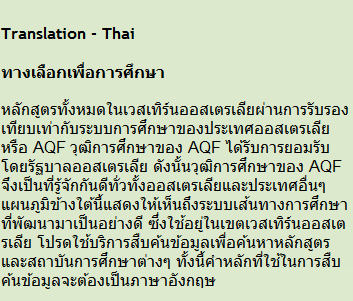 Translation - Thai
ทางเลือกเพื่อการศึกษา
หลักสูตรทั้งหมดในเวสเทิร์นออสเตรเลียผ่านการรับรอง
เทียบเท่ากับระบบการศึกษาของประเทศออสเตรเลีย
หรือ AQF วุฒิการศึกษาของ AQF ได้รับการยอมรับ
โดยรัฐบาลออสเตรเลีย ดังนั้นวุฒิการศึกษาของ AQF
จึงเป็นที่รู้จักกันดีทั่วทั้งออสเตรเลียและประเทศอื่นๆ
แผนภูมิข้างใต้นี้แสดงให้เห็นถึงระบบเส้นทางการศึกษา
ที่พัฒนามาเป็นอย่างดี ซึ่งใช้อยู่ในเขตเวสเทิร์นออสเต
รเลีย โปรดใช้บริการสืบค้นข้อมูลเพื่อค้นหาหลักสูตร
และสถาบันการศึกษาต่างๆ ทั้งนี้คำหลักที่ใช้ในการสืบ
ค้นข้อมูลจะต้องเป็นภาษาอังกฤษ